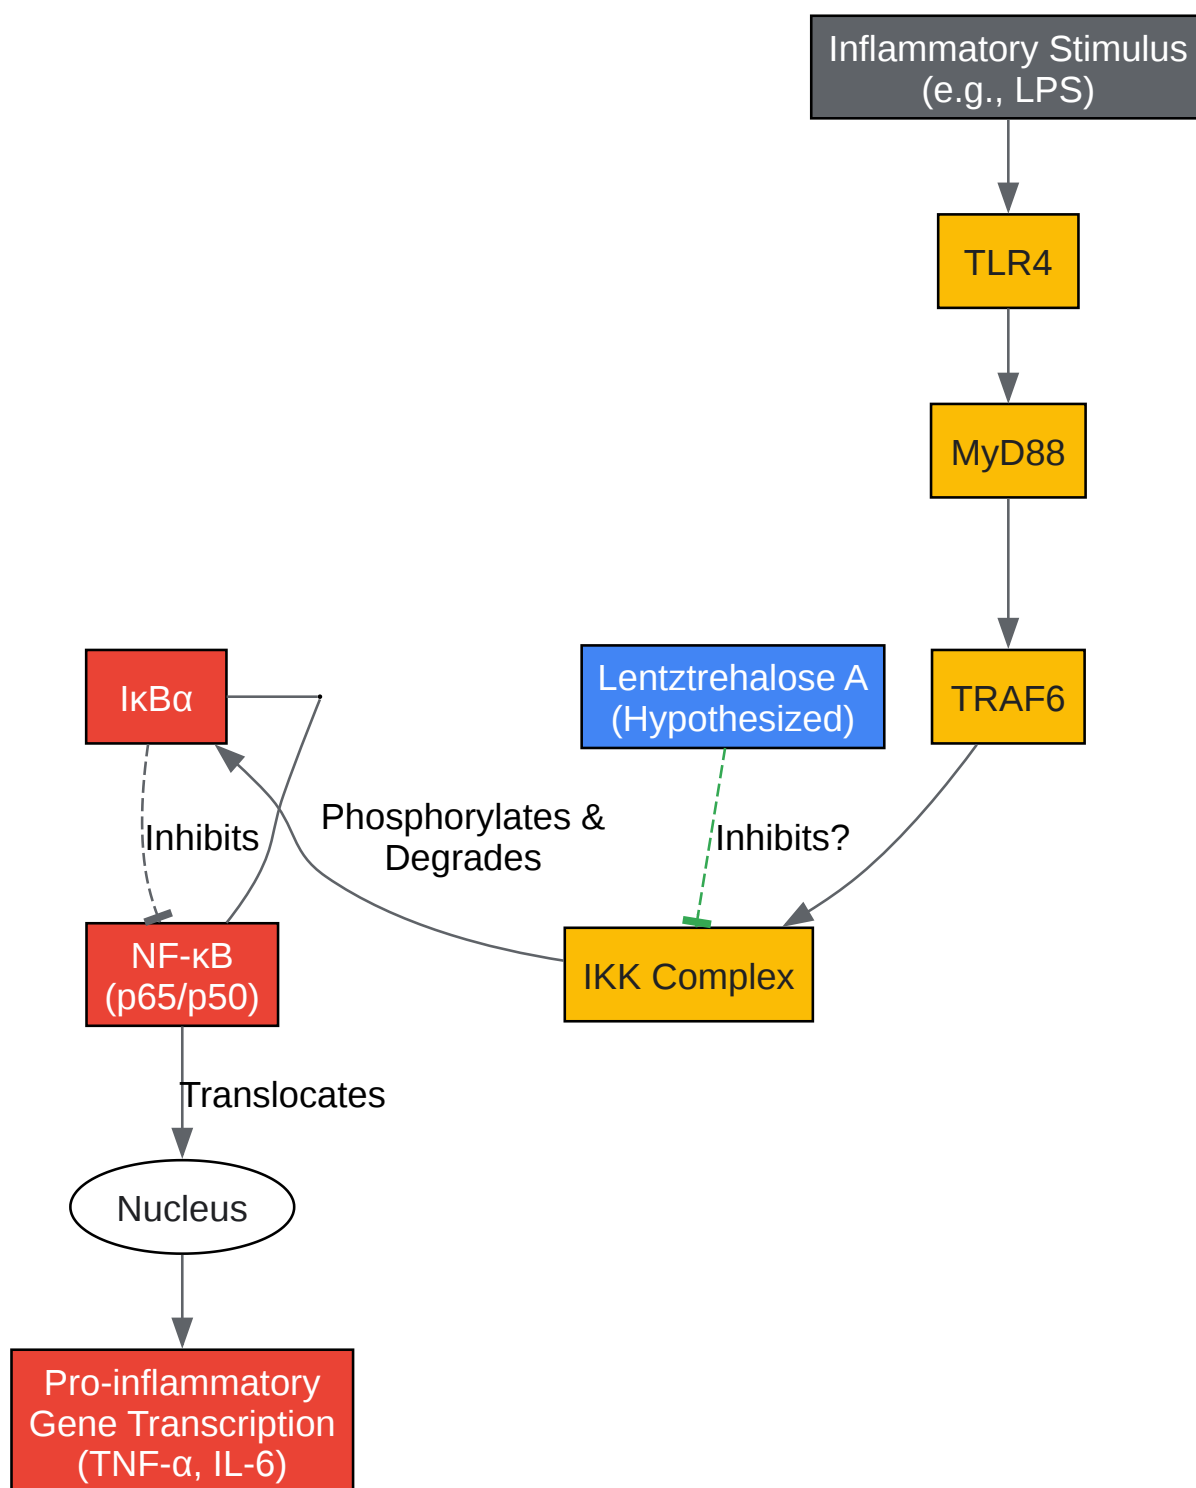 Inflammatory Stimulus
(e.g., LPS)
TLR4
MyD88
IκBα
Lentztrehalose A
(Hypothesized)
TRAF6
Inhibits
Phosphorylates &
Degrades
Inhibits?
NF-κB
(p65/p50)
IKK Complex
Translocates
Nucleus
Pro-inflammatory
Gene Transcription
(TNF-α, IL-6)